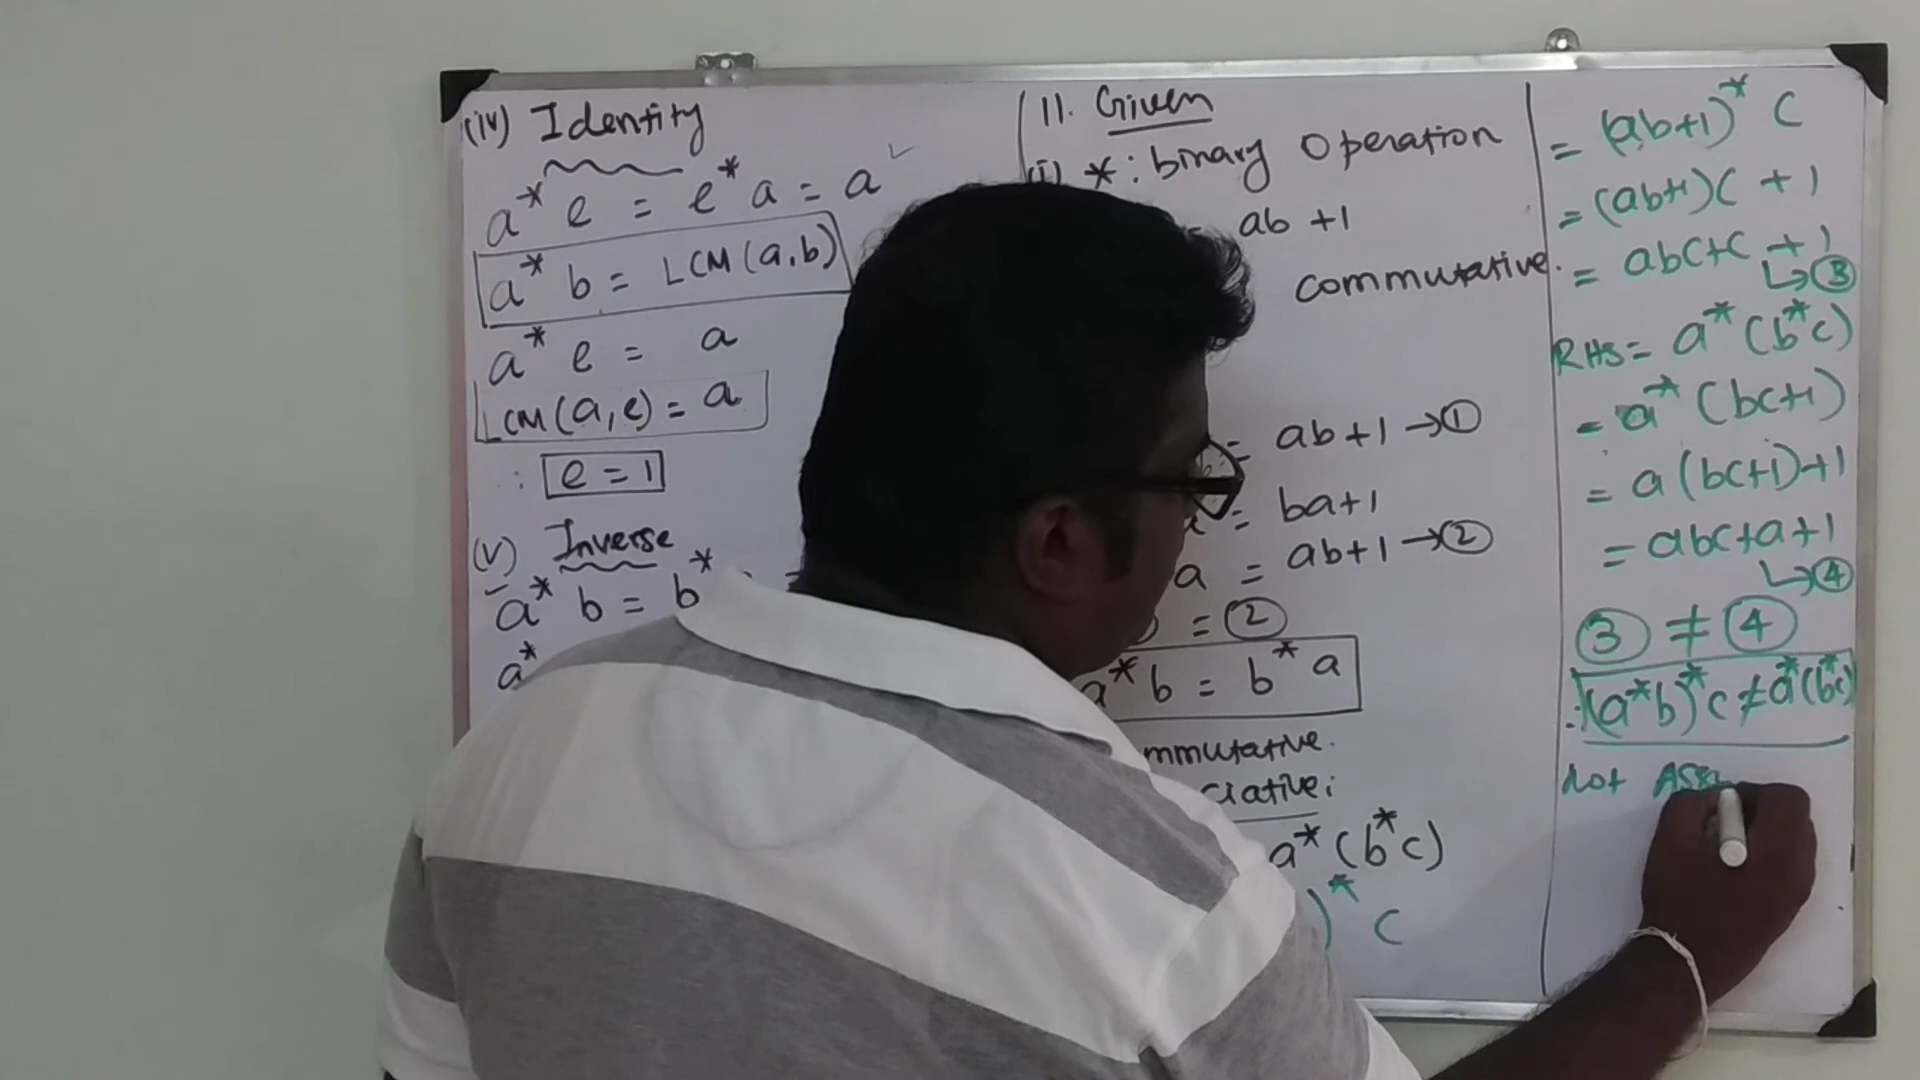 (iv) Identity
a* e = e* a = a
a* b = LCM (a,b)
a* e = a
LCM (a, e) = a
∴ e = 1
(v) Inverse
a* b = b*
a*
11. Given
(i) *: binary Operation
= ab +1
commutative.
= ab+1 → ①
= ba+1
a = ab+1 → ②
= ②
a* b = b* a
mmutative.
ciative:
a* (b* c)
)* c
= (ab+1)* c
= (ab+1)c + 1
= abc+c + 1
↳ ③
RHS = a* (b* c)
= a* (bc+1)
= a (bc+1)+1
= abc+a+1
↳ ④
③ ≠ ④
∴ (a*b)* c ≠ a* (b* c)
Not Ass